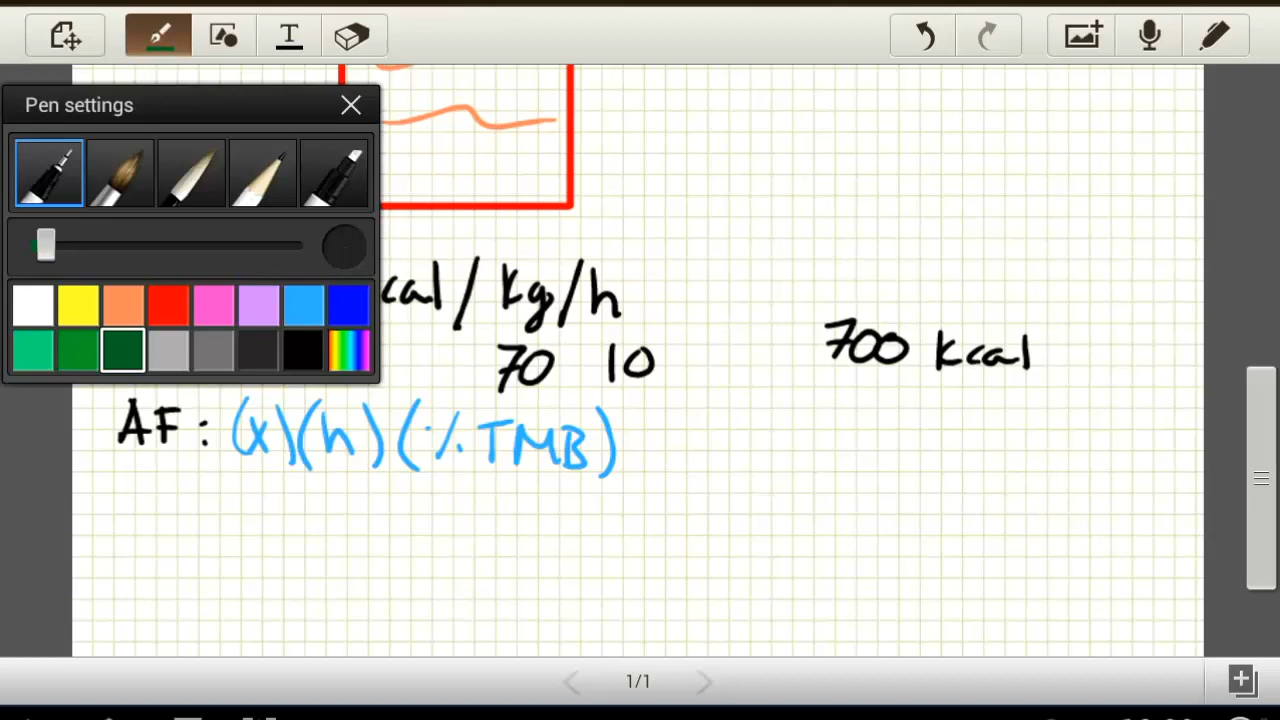 T
Pen settings
cal/kg/h
70 10
700 kcal
AF: (x)(h)(% TMB)
1/1